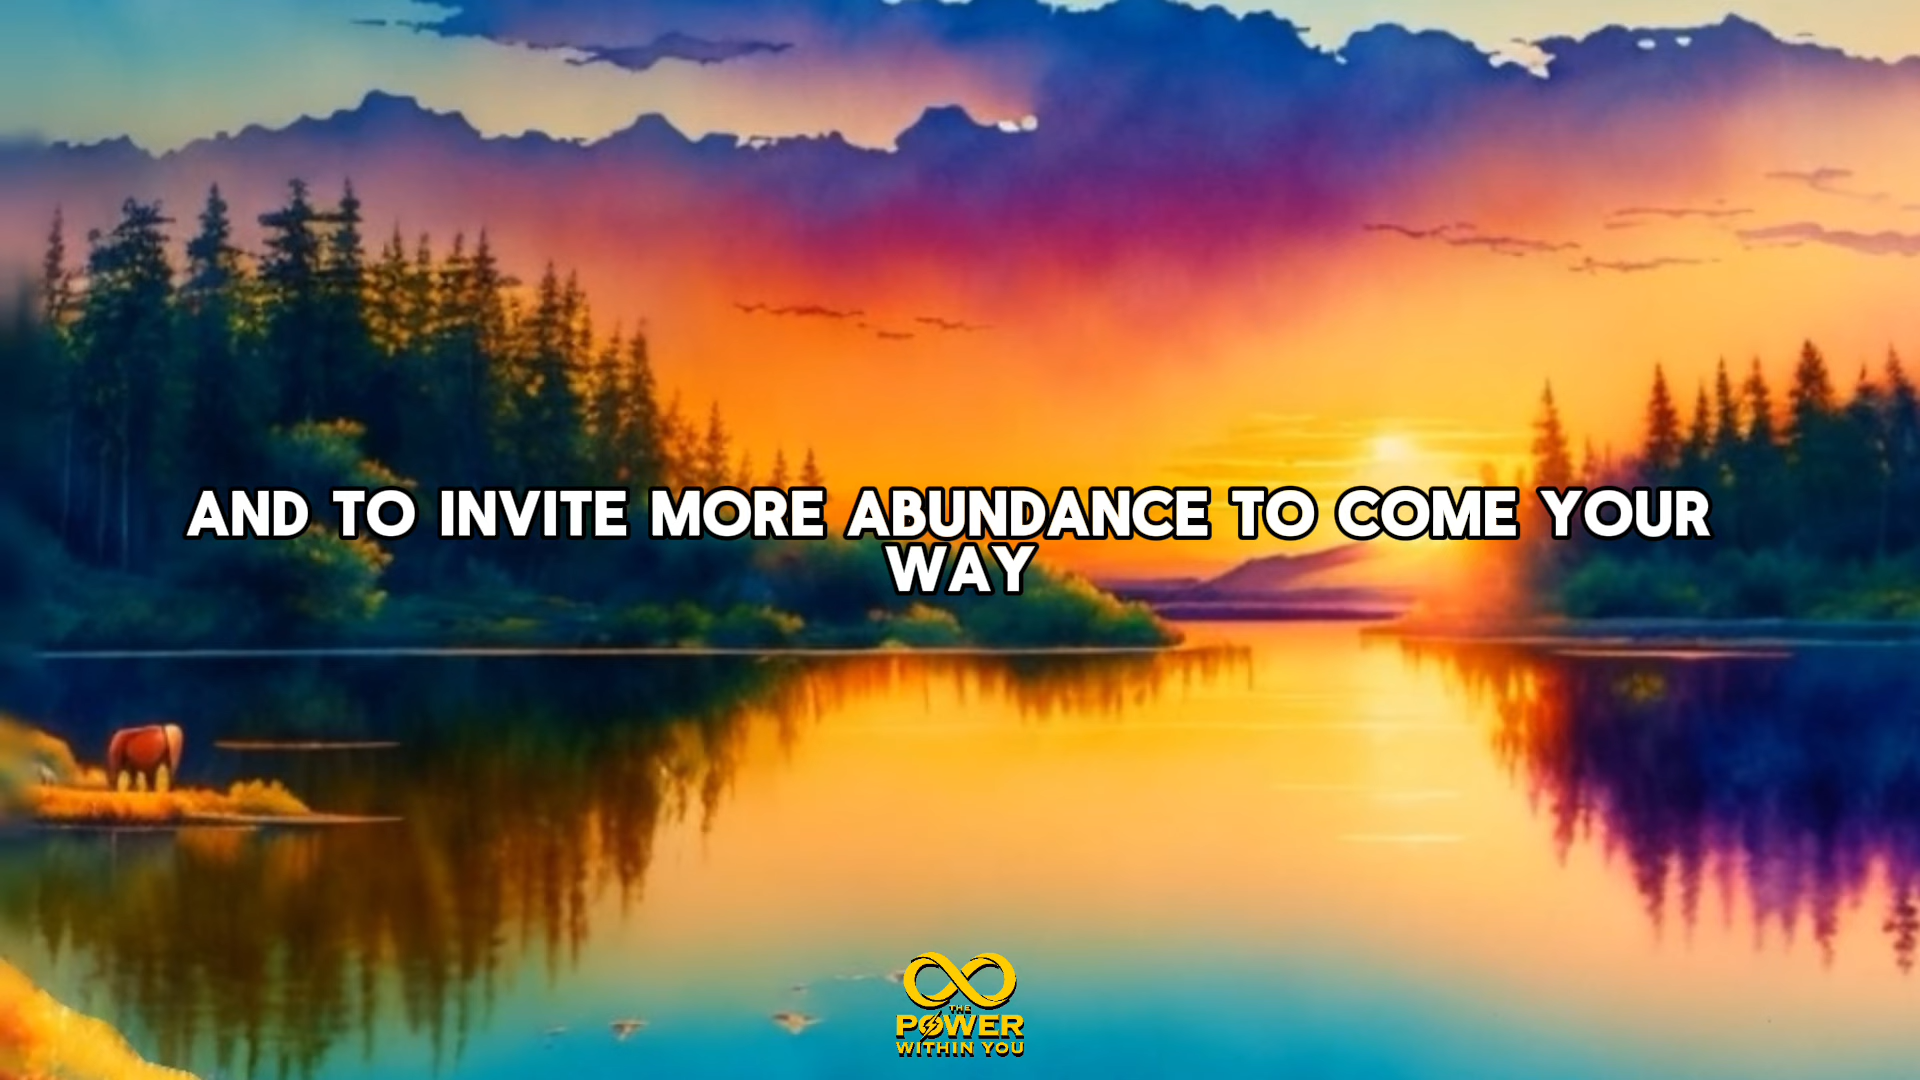 AND TO INVITE MORE ABUNDANCE TO COME YOUR
WAY
THE
POWER
WITHIN YOU